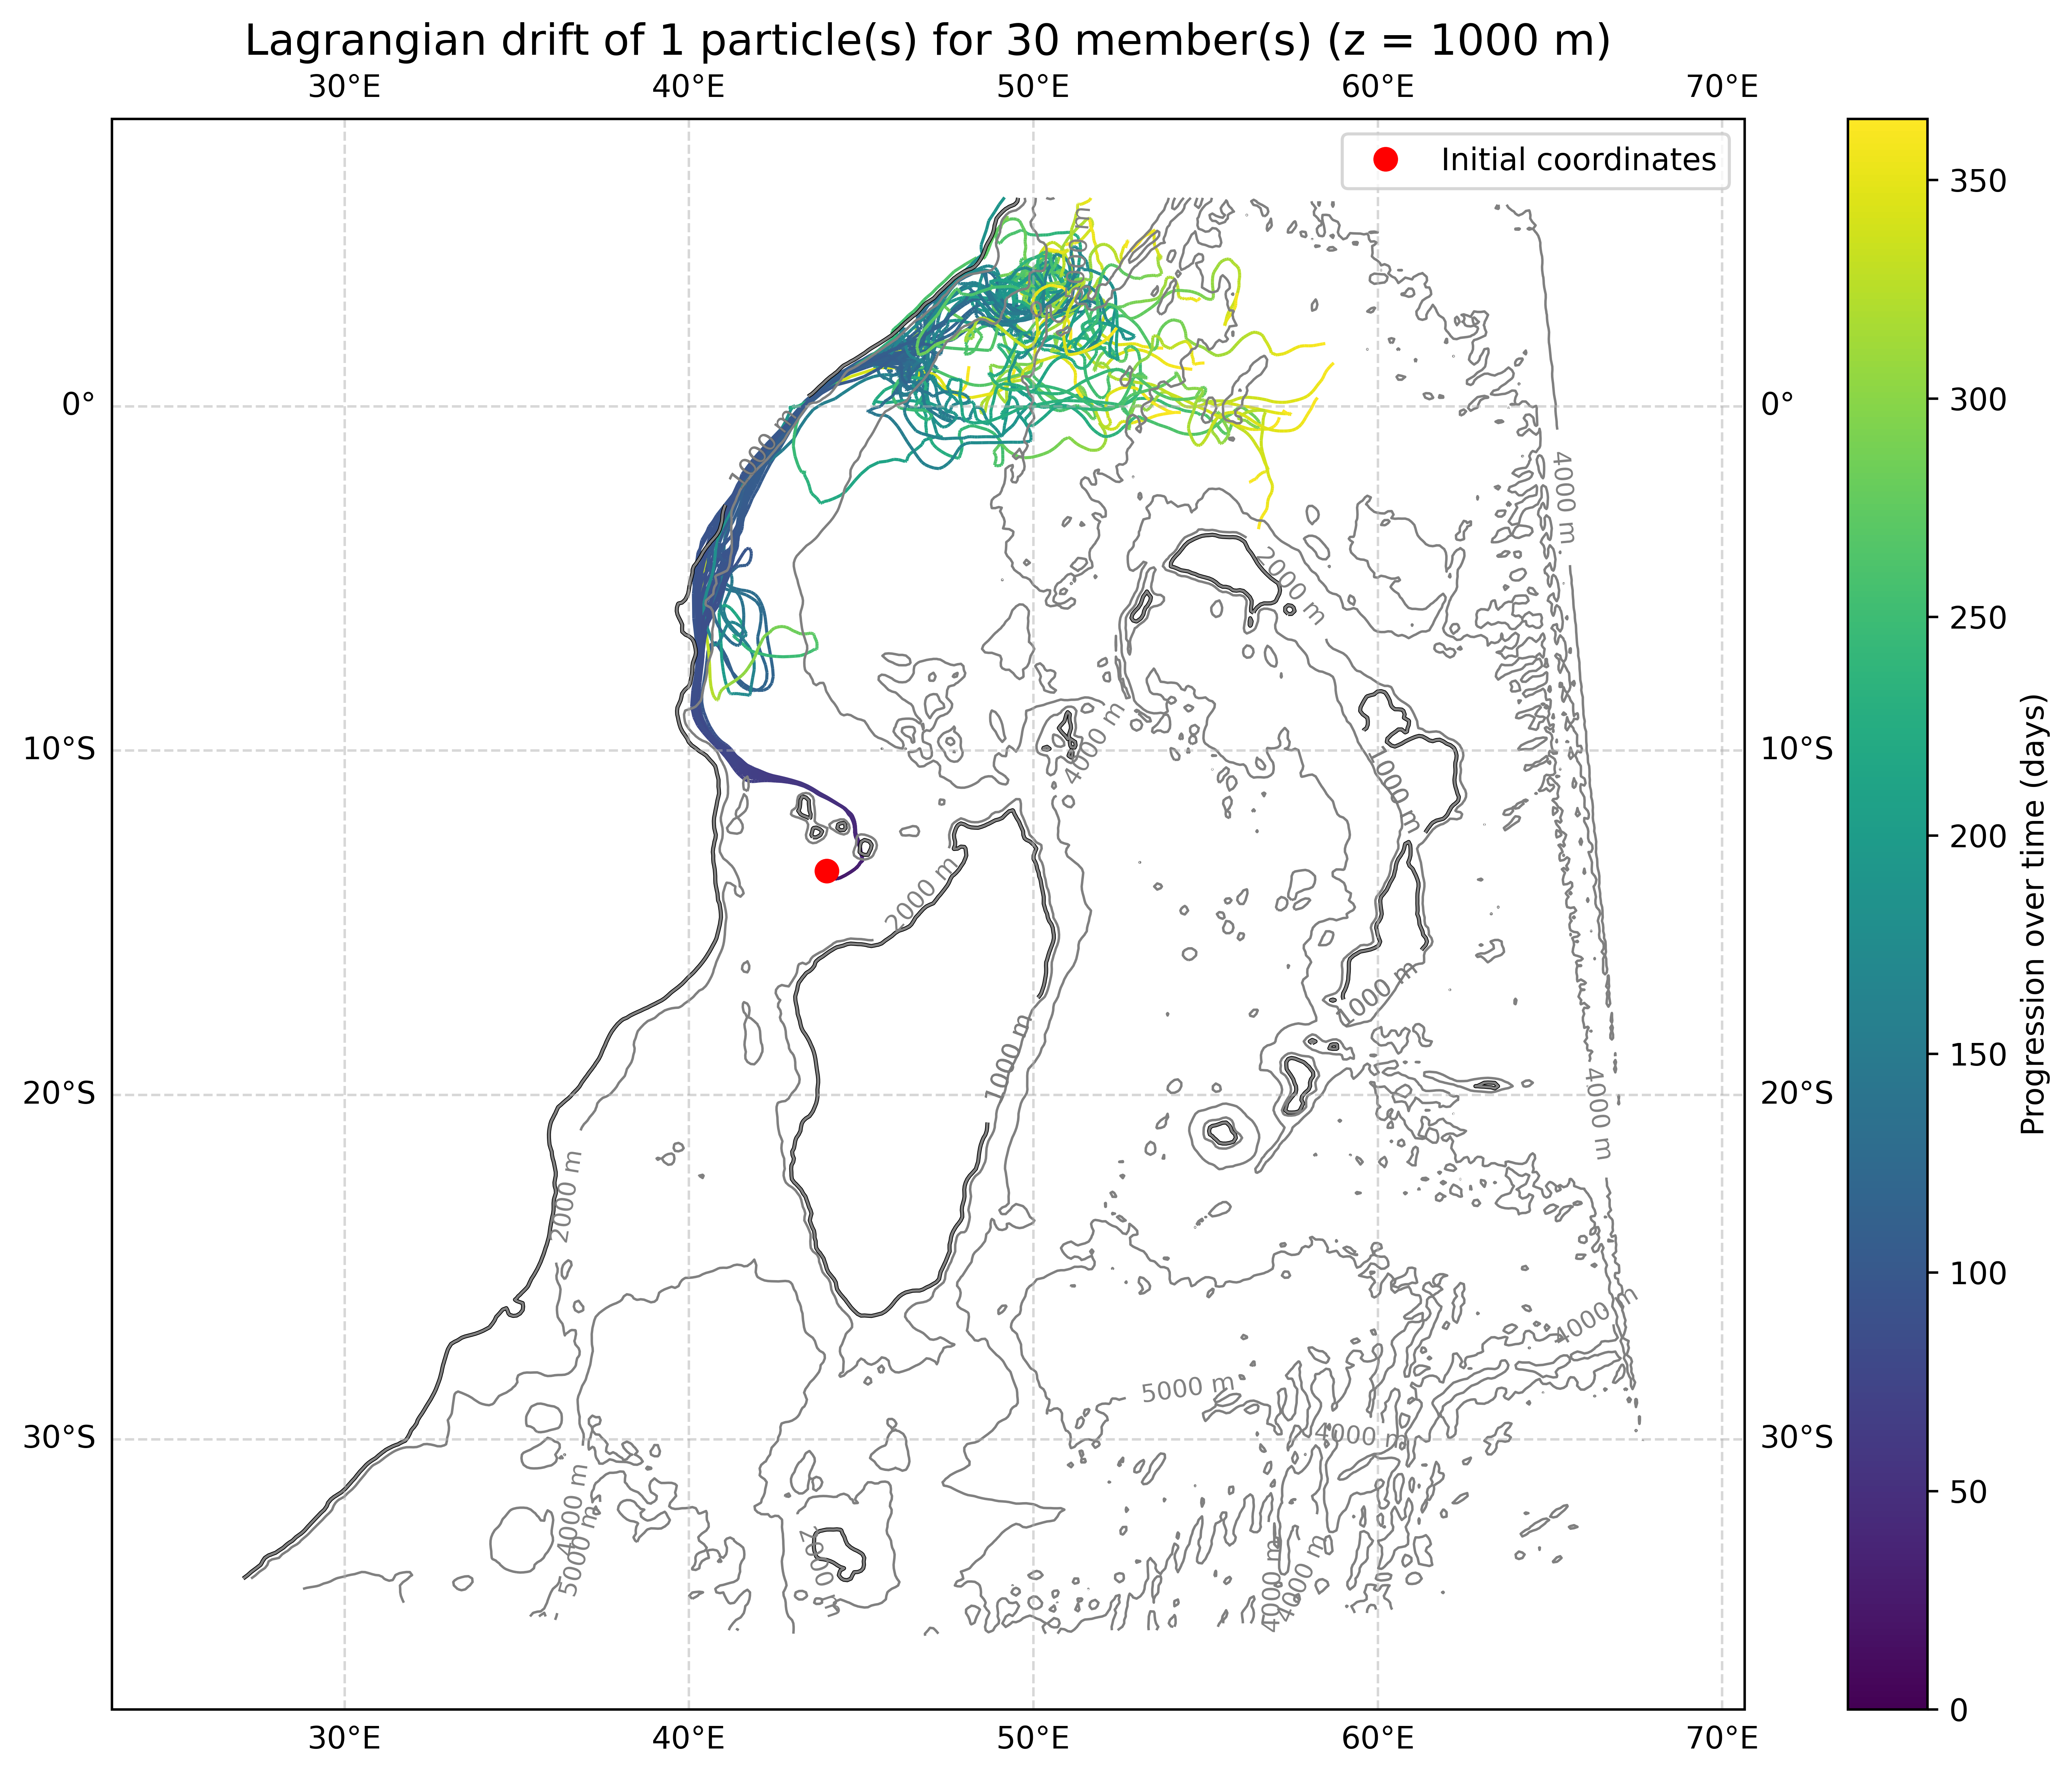 Lagrangian drift of 1 particle(s) for 30 member(s) (z = 1000 m)
30°E 40°E 50°E 60°E 70°E
Initial coordinates
0° 0°
10°S 10°S
20°S 20°S
30°S 30°S
30°E 40°E 50°E 60°E 70°E
1000 m
4000 m
2000 m
4000 m
1000 m
2000 m
1000 m
1000 m
4000 m
2000 m
4000 m
5000 m
4000 m
4000 m
5000 m
4000 m
4000 m
350
300
250
200
150
100
50
0
Progression over time (days)